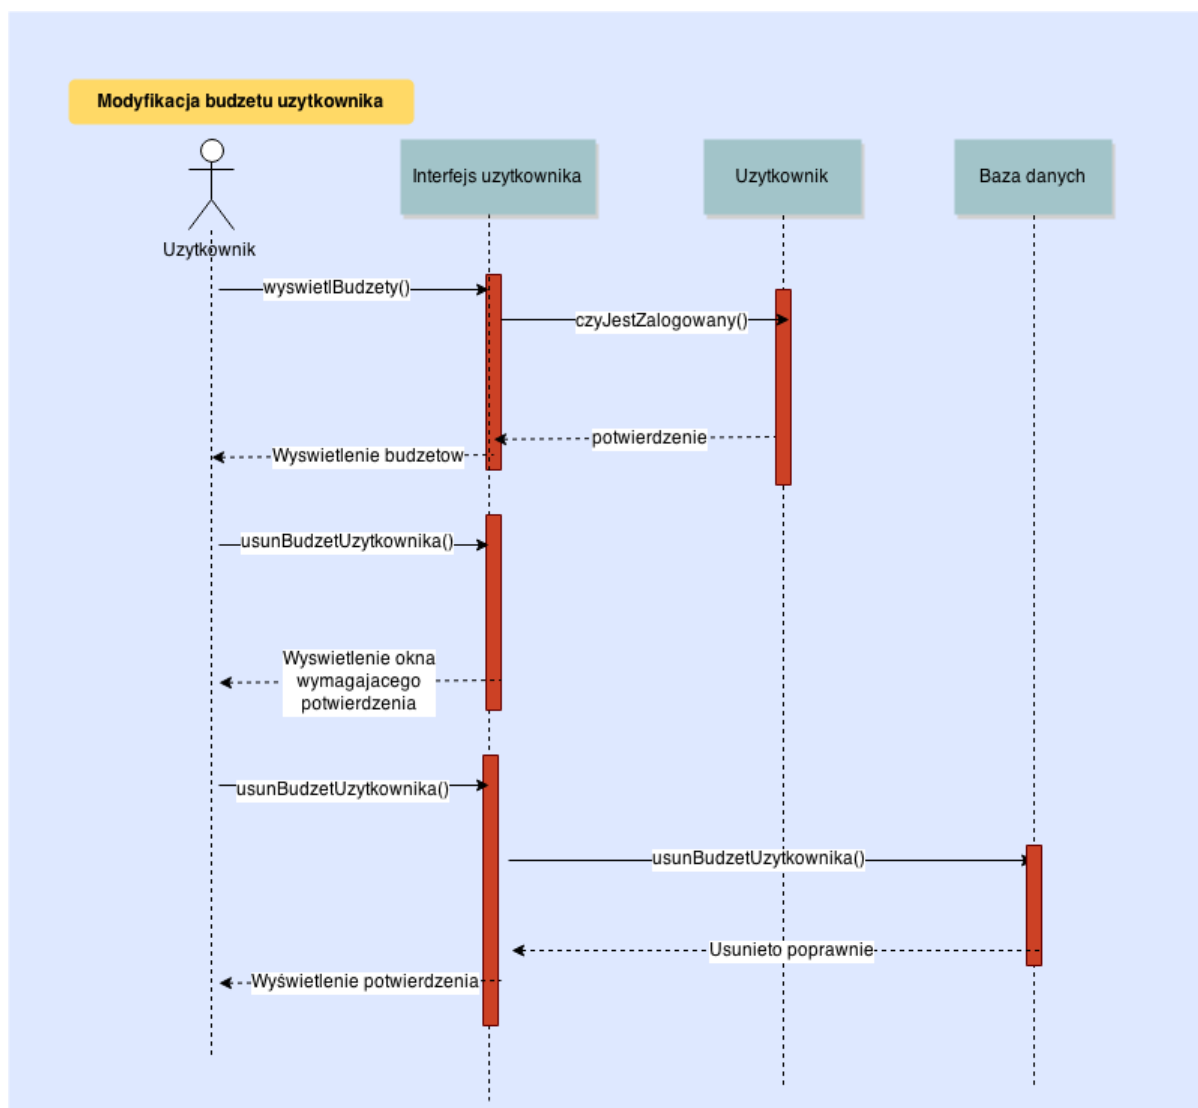 Modyfikacja budzetu uzytkownika
Interfejs uzytkownika
Uzytkownik
Baza danych
Uzytkownik
wyswietlBudzety()
czyJestZalogowany()
potwierdzenie
Wyswietlenie budzetow
usunBudzetUzytkownika()
Wyswietlenie okna
wymagajacego
potwierdzenia
usunBudzetUzytkownika()
usunBudzetUzytkownika()
Usunieto poprawnie
Wyświetlenie potwierdzenia